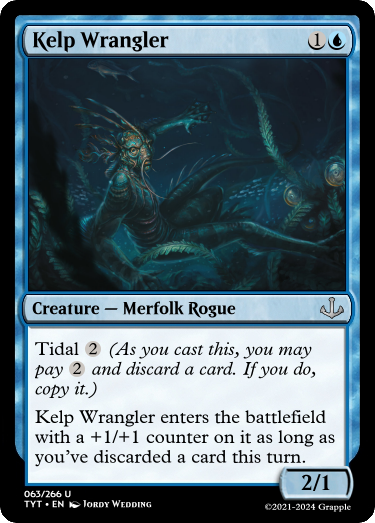 Kelp Wrangler 1
Creature — Merfolk Rogue
Tidal 2 (As you cast this, you may
pay 2 and discard a card. If you do,
copy it.)
Kelp Wrangler enters the battlefield
with a +1/+1 counter on it as long as
you've discarded a card this turn.
2/1
063/266 U
TYT • EN Jordy Wedding
©2021-2024 Grapple